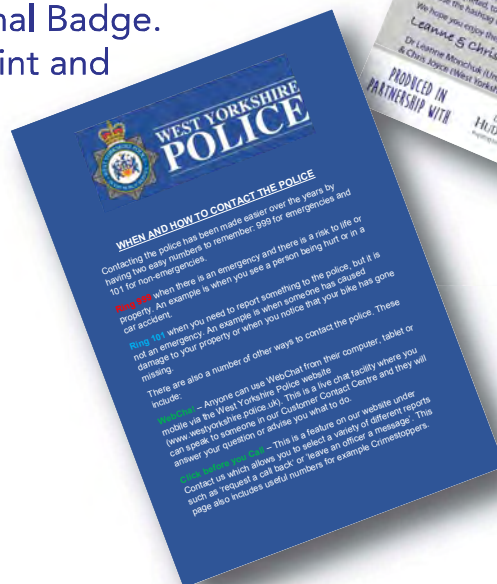 nal Badge.
int and
We hope you enjoy the
Leanne & Chris
Dr Leanne Monchuk (U
& Chris Joyce (West Yorks
PRODUCED IN
PARTNERSHIP WITH
WEST YORKSHIRE
POLICE
WHEN AND HOW TO CONTACT THE POLICE
Contacting the police has been made easier over the years by
having two easy numbers to remember: 999 for emergencies and
101 for non-emergencies.
Ring 999 when there is an emergency and there is a risk to life or
property. An example is when you see a person being hurt or in a
car accident.
Ring 101 when you need to report something to the police, but it is
not an emergency. An example is when someone has caused
damage to your property or when you notice that your bike has gone
missing.
There are also a number of other ways to contact the police. These
include:
WebChat – Anyone can use WebChat from their computer, tablet or
mobile via the West Yorkshire Police website
(www.westyorkshire.police.uk). This is a live chat facility where you
can speak to someone in our Customer Contact Centre and they will
answer your question or advise you what to do.
Click before you Call – This is a feature on our website under
Contact us which allows you to select a variety of different reports
such as 'request a call back' or 'leave an officer a message'. This
page also includes useful numbers for example Crimestoppers.